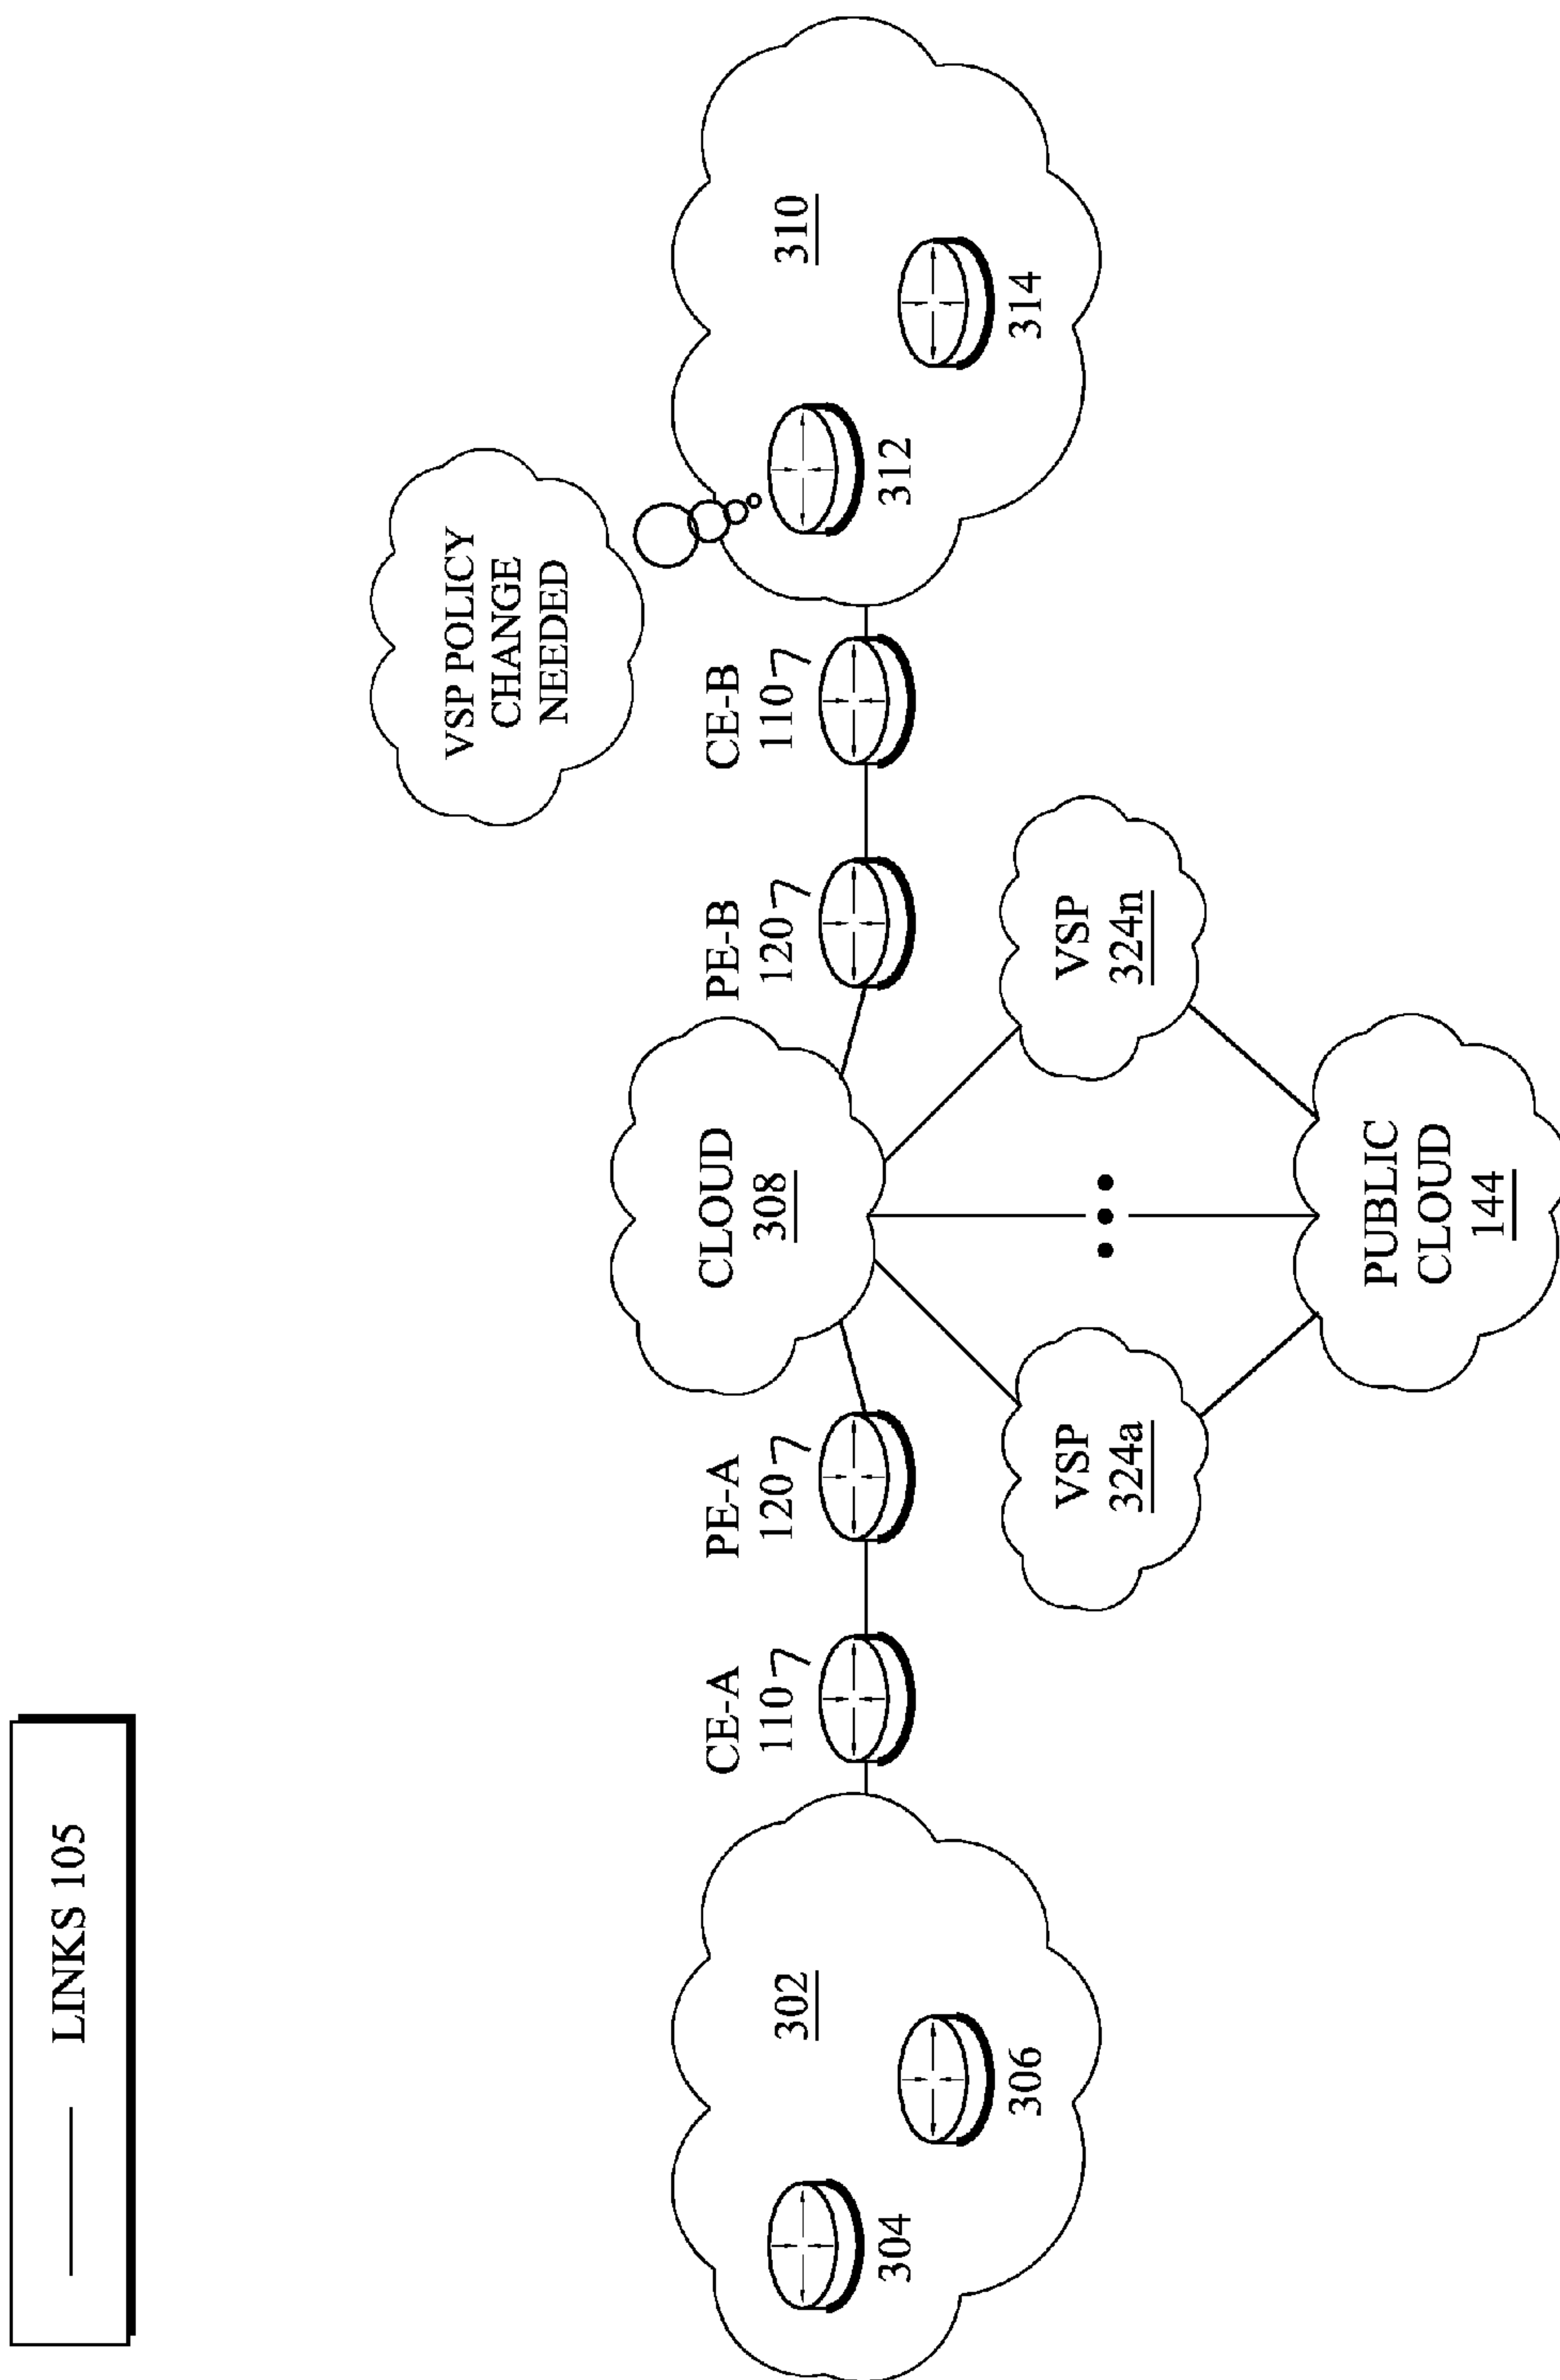 LINKS 105
VSP POLICY
CHANGE
NEEDED
CE-A
110
PE-A
120
CLOUD
308
PE-B
120
CE-B
110
302
304
306
310
312
314
VSP
324a
VSP
324n
PUBLIC
CLOUD
144